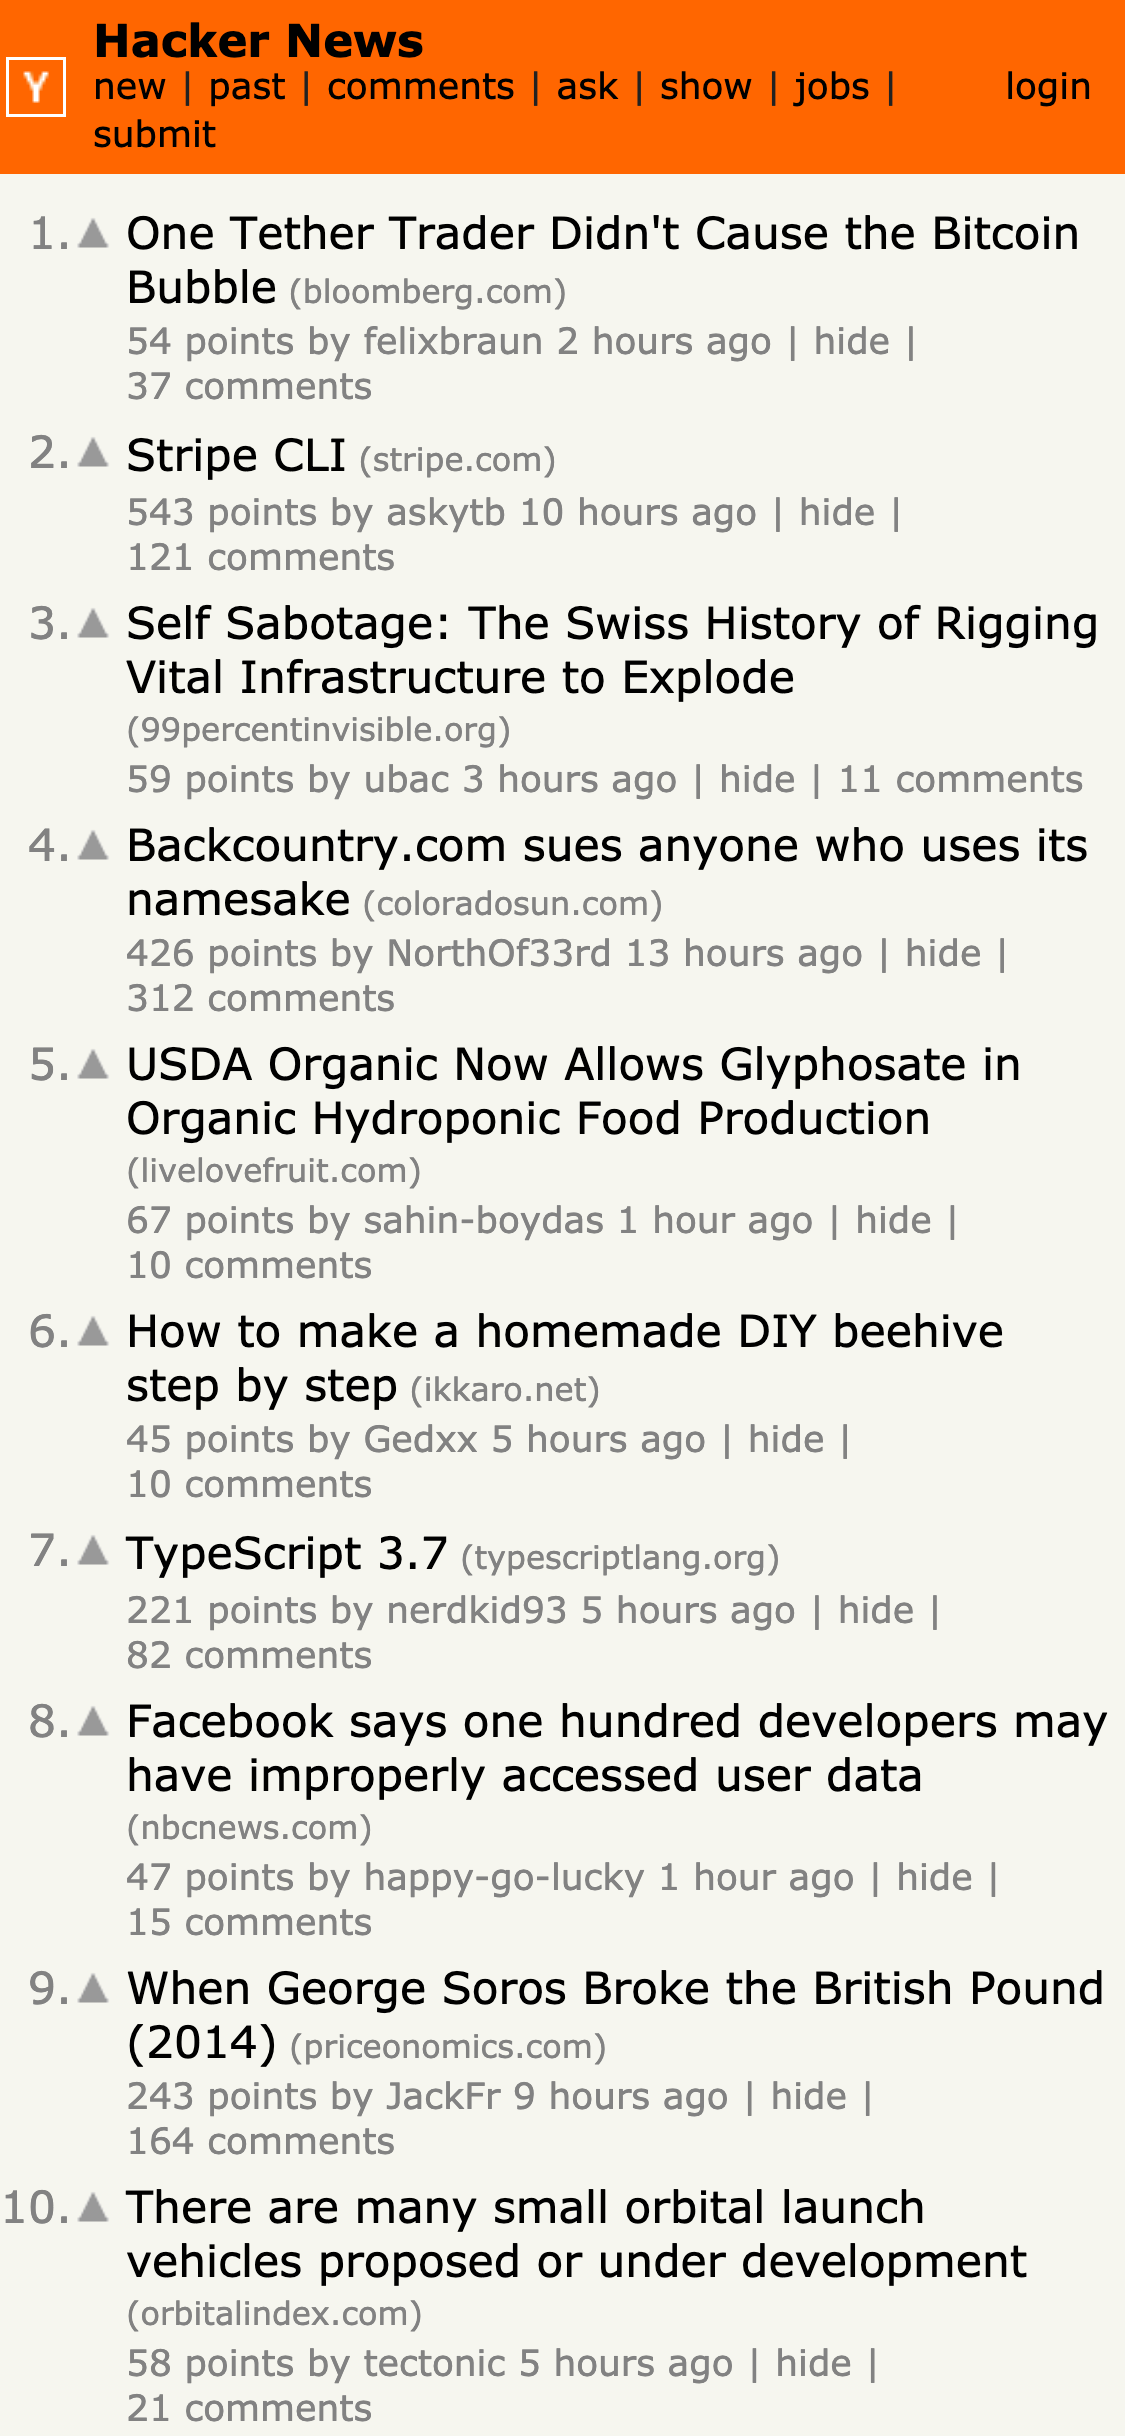 Hacker News
Y
new | past | comments | ask | show | jobs | login
submit
1. One Tether Trader Didn't Cause the Bitcoin
Bubble (bloomberg.com)
54 points by felixbraun 2 hours ago | hide |
37 comments
2. Stripe CLI (stripe.com)
543 points by askytb 10 hours ago | hide |
121 comments
3. Self Sabotage: The Swiss History of Rigging
Vital Infrastructure to Explode
(99percentinvisible.org)
59 points by ubac 3 hours ago | hide | 11 comments
4. Backcountry.com sues anyone who uses its
namesake (coloradosun.com)
426 points by NorthOf33rd 13 hours ago | hide |
312 comments
5. USDA Organic Now Allows Glyphosate in
Organic Hydroponic Food Production
(livelovefruit.com)
67 points by sahin-boydas 1 hour ago | hide |
10 comments
6. How to make a homemade DIY beehive
step by step (ikkaro.net)
45 points by Gedxx 5 hours ago | hide |
10 comments
7. TypeScript 3.7 (typescriptlang.org)
221 points by nerdkid93 5 hours ago | hide |
82 comments
8. Facebook says one hundred developers may
have improperly accessed user data
(nbcnews.com)
47 points by happy-go-lucky 1 hour ago | hide |
15 comments
9. When George Soros Broke the British Pound
(2014) (priceonomics.com)
243 points by JackFr 9 hours ago | hide |
164 comments
10. There are many small orbital launch
vehicles proposed or under development
(orbitalindex.com)
58 points by tectonic 5 hours ago | hide |
21 comments